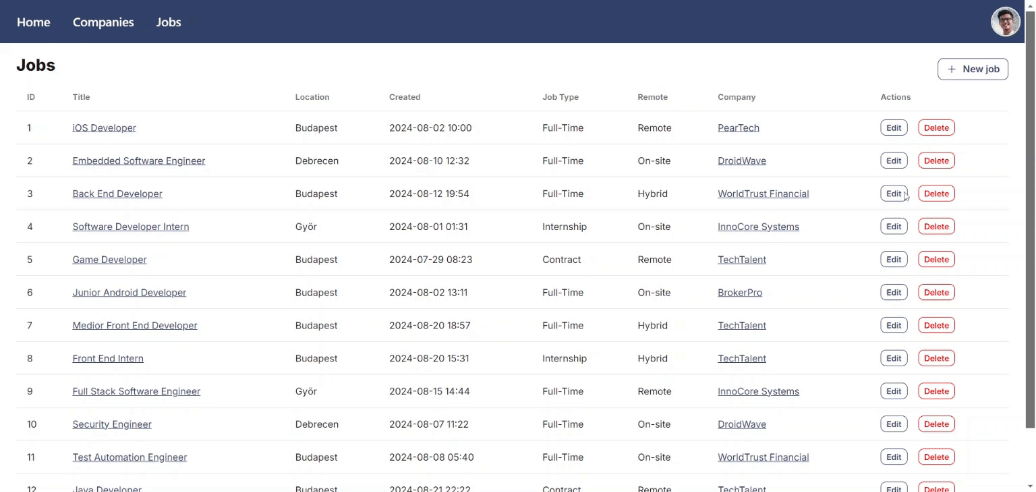 Home Companies Jobs
Jobs
+ New job
ID Title Location Created Job Type Remote Company Actions
1 iOS Developer Budapest 2024-08-02 10:00 Full-Time Remote PearTech Edit Delete
2 Embedded Software Engineer Debrecen 2024-08-10 12:32 Full-Time On-site DroidWave Edit Delete
3 Back End Developer Budapest 2024-08-12 19:54 Full-Time Hybrid WorldTrust Financial Edit Delete
4 Software Developer Intern Győr 2024-08-01 01:31 Internship On-site InnoCore Systems Edit Delete
5 Game Developer Budapest 2024-07-29 08:23 Contract Remote TechTalent Edit Delete
6 Junior Android Developer Budapest 2024-08-02 13:11 Full-Time On-site BrokerPro Edit Delete
7 Medior Front End Developer Budapest 2024-08-20 18:57 Full-Time Hybrid TechTalent Edit Delete
8 Front End Intern Budapest 2024-08-20 15:31 Internship Hybrid TechTalent Edit Delete
9 Full Stack Software Engineer Győr 2024-08-15 14:44 Full-Time Remote InnoCore Systems Edit Delete
10 Security Engineer Debrecen 2024-08-07 11:22 Full-Time On-site DroidWave Edit Delete
11 Test Automation Engineer Budapest 2024-08-08 05:40 Full-Time On-site WorldTrust Financial Edit Delete
12 Java Developer Budapest 2024-08-21 22:22 Full-Time Hybrid TechTalent Edit Delete